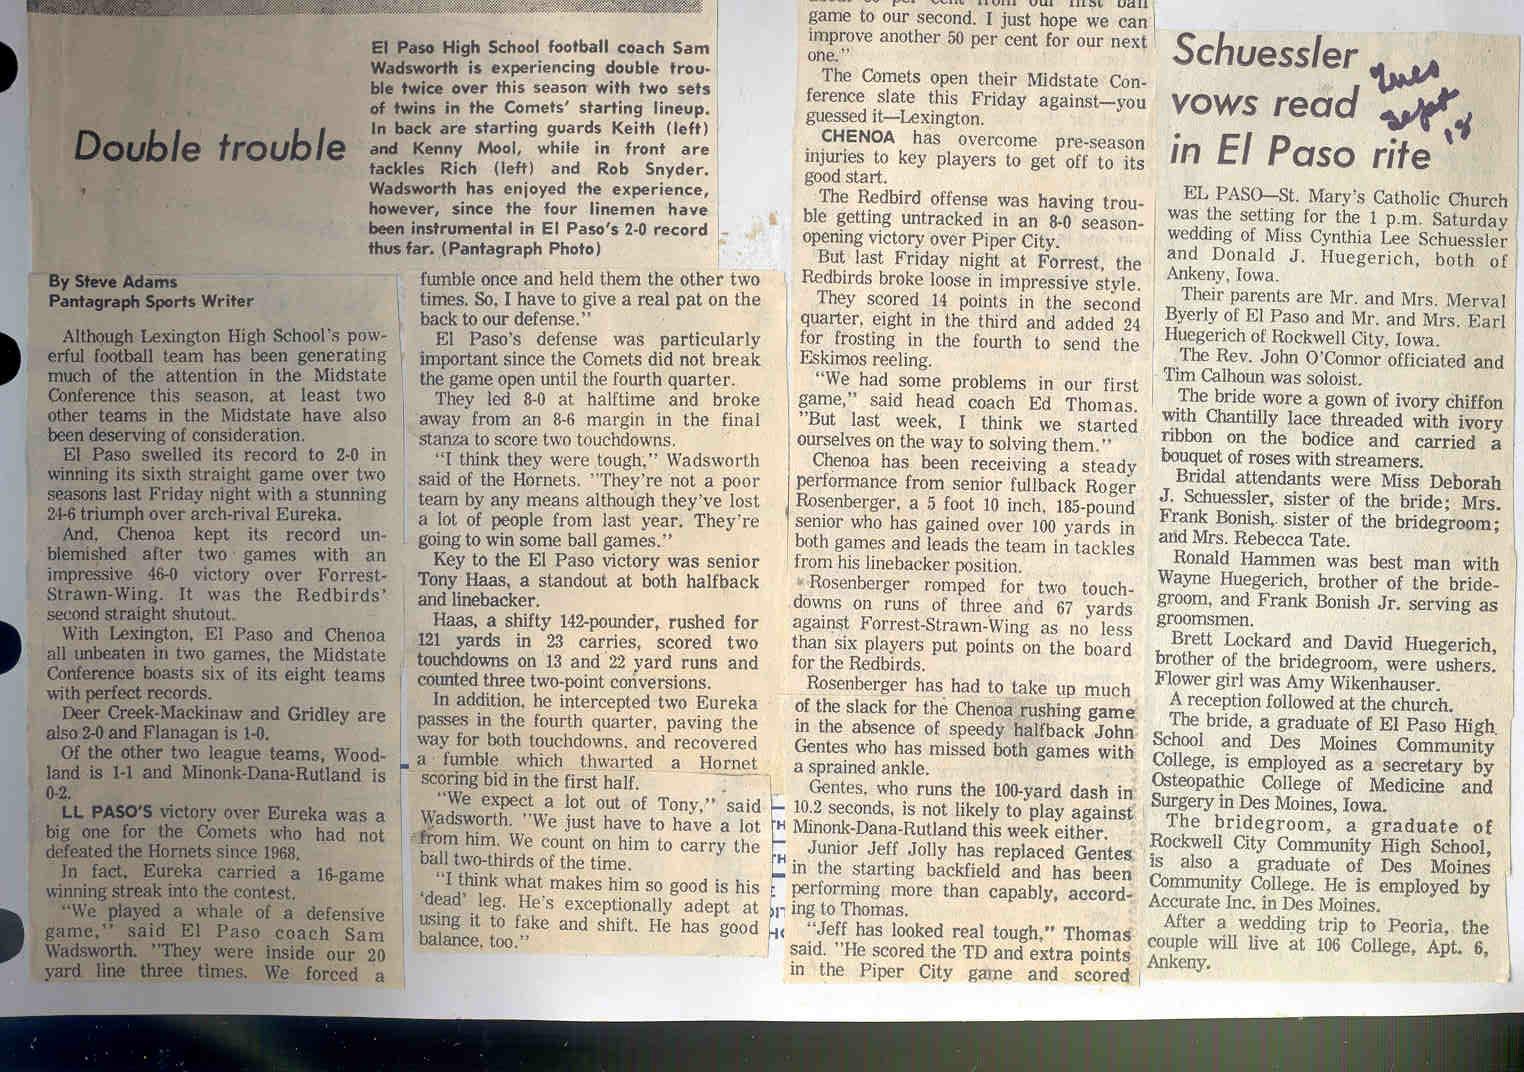 Double trouble
El Paso High School football coach Sam
Wadsworth is experiencing double trou-
ble twice over this season with two sets
of twins in the Comets' starting lineup.
In back are starting guards Keith (left)
and Kenny Mool, while in front are
tackles Rich (left) and Rob Snyder.
Wadsworth has enjoyed the experience,
however, since the four linemen have
been instrumental in El Paso's 2-0 record
thus far. (Pantagraph Photo)
By Steve Adams
Pantagraph Sports Writer
Although Lexington High School's pow-
erful football team has been generating
much of the attention in the Midstate
Conference this season, at least two
other teams in the Midstate have also
been deserving of consideration.
El Paso swelled its record to 2-0 in
winning its sixth straight game over two
seasons last Friday night with a stunning
24-6 triumph over arch-rival Eureka.
And, Chenoa kept its record un-
blemished after two games with an
impressive 46-0 victory over Forrest-
Strawn-Wing. It was the Redbirds'
second straight shutout.
With Lexington, El Paso and Chenoa
all unbeaten in two games, the Midstate
Conference boasts six of its eight teams
with perfect records.
Deer Creek-Mackinaw and Gridley are
also 2-0 and Flanagan is 1-0.
Of the other two league teams, Wood-
land is 1-1 and Minonk-Dana-Rutland is
0-2.
LL PASO'S victory over Eureka was a
big one for the Comets who had not
defeated the Hornets since 1968.
In fact, Eureka carried a 16-game
winning streak into the contest.
"We played a whale of a defensive
game," said El Paso coach Sam
Wadsworth. "They were inside our 20
yard line three times. We forced a
fumble once and held them the other two
times. So, I have to give a real pat on the
back to our defense."
El Paso's defense was particularly
important since the Comets did not break
the game open until the fourth quarter.
They led 8-0 at halftime and broke
away from an 8-6 margin in the final
stanza to score two touchdowns.
"I think they were tough," Wadsworth
said of the Hornets. "They're not a poor
team by any means although they've lost
a lot of people from last year. They're
going to win some ball games."
Key to the El Paso victory was senior
Tony Haas, a standout at both halfback
and linebacker.
Haas, a shifty 142-pounder, rushed for
121 yards in 23 carries, scored two
touchdowns on 13 and 22 yard runs and
counted three two-point conversions.
In addition, he intercepted two Eureka
passes in the fourth quarter, paving the
way for both touchdowns, and recovered
a fumble which thwarted a Hornet
scoring bid in the first half.
"We expect a lot out of Tony," said
Wadsworth. "We just have to have a lot
from him. We count on him to carry the
ball two-thirds of the time.
"I think what makes him so good is his
'dead' leg. He's exceptionally adept at
using it to fake and shift. He has good
balance, too."
per cent from our first ball
game to our second. I just hope we can
improve another 50 per cent for our next
one."
The Comets open their Midstate Con-
ference slate this Friday against—you
guessed it—Lexington.
CHENOA has overcome pre-season
injuries to key players to get off to its
good start.
The Redbird offense was having trou-
ble getting untracked in an 8-0 season-
opening victory over Piper City.
But last Friday night at Forrest, the
Redbirds broke loose in impressive style.
They scored 14 points in the second
quarter, eight in the third and added 24
for frosting in the fourth to send the
Eskimos reeling.
"We had some problems in our first
game," said head coach Ed Thomas.
"But last week, I think we started
ourselves on the way to solving them."
Chenoa has been receiving a steady
performance from senior fullback Roger
Rosenberger, a 5 foot 10 inch, 185-pound
senior who has gained over 100 yards in
both games and leads the team in tackles
from his linebacker position.
Rosenberger romped for two touch-
downs on runs of three and 67 yards
against Forrest-Strawn-Wing as no less
than six players put points on the board
for the Redbirds.
Rosenberger has had to take up much
of the slack for the Chenoa rushing game
in the absence of speedy halfback John
Gentes who has missed both games with
a sprained ankle.
Gentes, who runs the 100-yard dash in
10.2 seconds, is not likely to play against
Minonk-Dana-Rutland this week either.
Junior Jeff Jolly has replaced Gentes
in the starting backfield and has been
performing more than capably, accord-
ing to Thomas.
"Jeff has looked real tough," Thomas
said. "He scored the TD and extra points
in the Piper City game and scored
Schuessler
vows read
in El Paso rite
Tues
Sept
18
EL PASO—St. Mary's Catholic Church
was the setting for the 1 p.m. Saturday
wedding of Miss Cynthia Lee Schuessler
and Donald J. Huegerich, both of
Ankeny, Iowa.
Their parents are Mr. and Mrs. Merval
Byerly of El Paso and Mr. and Mrs. Earl
Huegerich of Rockwell City, Iowa.
The Rev. John O'Connor officiated and
Tim Calhoun was soloist.
The bride wore a gown of ivory chiffon
with Chantilly lace threaded with ivory
ribbon on the bodice and carried a
bouquet of roses with streamers.
Bridal attendants were Miss Deborah
J. Schuessler, sister of the bride; Mrs.
Frank Bonish, sister of the bridegroom;
and Mrs. Rebecca Tate.
Ronald Hammen was best man with
Wayne Huegerich, brother of the bride-
groom, and Frank Bonish Jr. serving as
groomsmen.
Brett Lockard and David Huegerich,
brother of the bridegroom, were ushers.
Flower girl was Amy Wikenhauser.
A reception followed at the church.
The bride, a graduate of El Paso High
School and Des Moines Community
College, is employed as a secretary by
Osteopathic College of Medicine and
Surgery in Des Moines, Iowa.
The bridegroom, a graduate of
Rockwell City Community High School,
is also a graduate of Des Moines
Community College. He is employed by
Accurate Inc. in Des Moines.
After a wedding trip to Peoria, the
couple will live at 106 College, Apt. 6,
Ankeny.